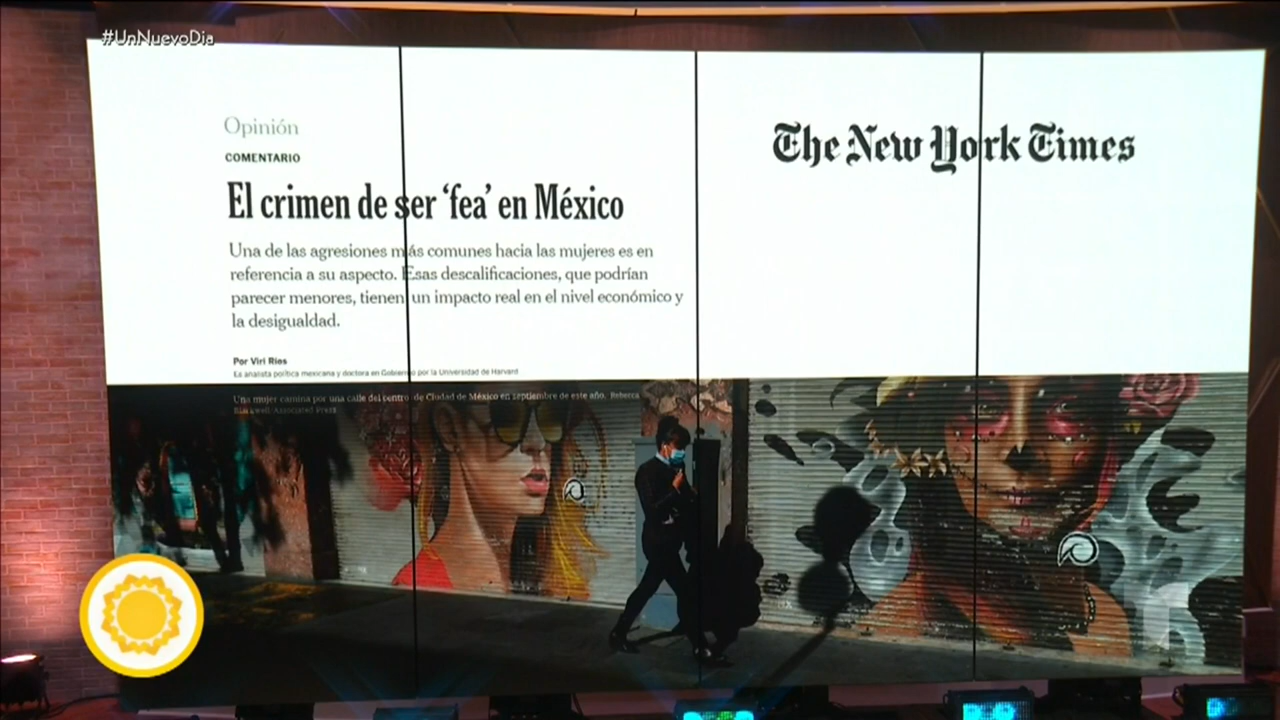 #UnNuevoDia
Opinión
COMENTARIO
El crimen de ser ‘fea’ en México
Una de las agresiones más comunes hacia las mujeres es en
referencia a su aspecto. Esas descalificaciones, que podrían
parecer menores, tienen un impacto real en el nivel económico y
la desigualdad.
Por Viri Ríos
Es analista política mexicana y doctora en Gobierno por la Universidad de Harvard
The New York Times
Una mujer camina por una calle del centro de Ciudad de México en septiembre de este año. Rebecca
Blackwell/Associated Press